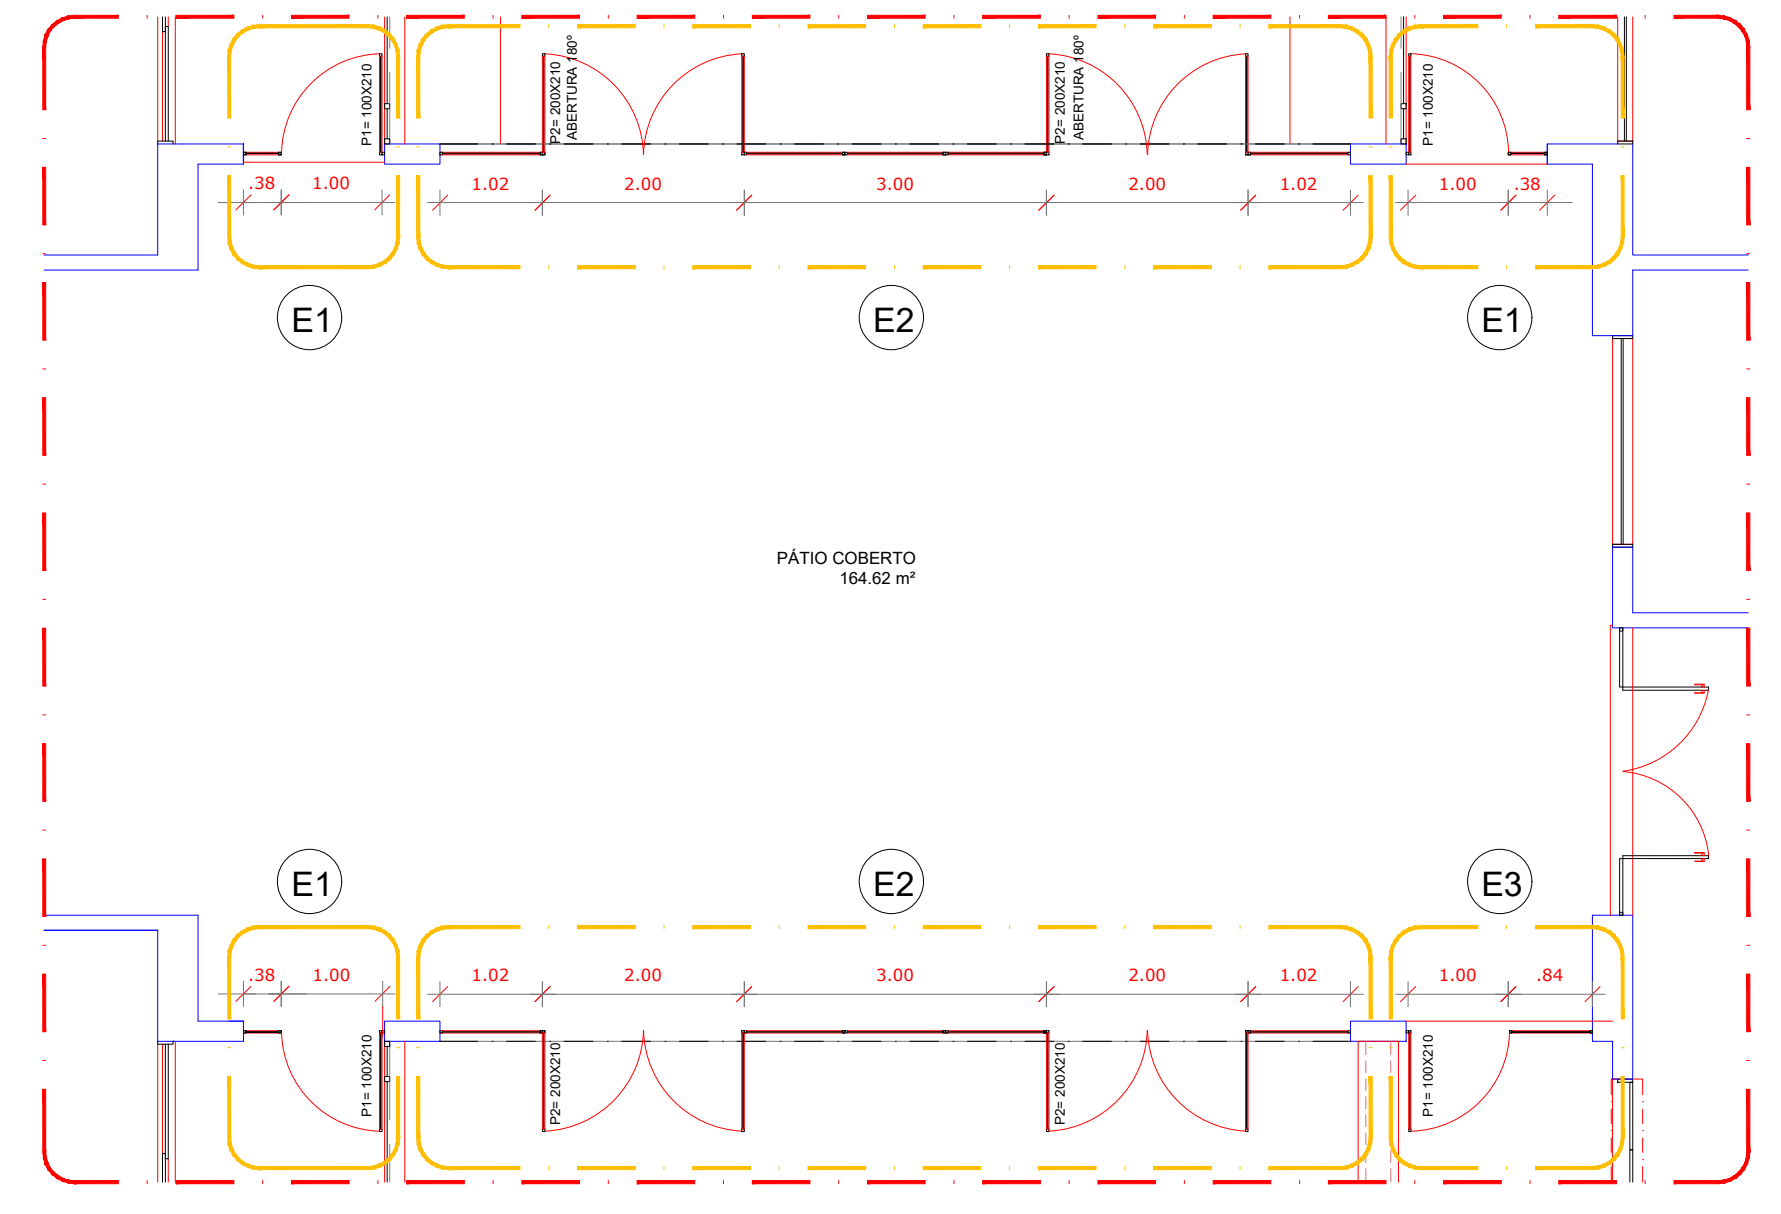 P1= 100X210
P2= 200X210
ABERTURA 180º
P2= 200X210
ABERTURA 180º
P1= 100X210
.38
1.00
1.02
2.00
3.00
2.00
1.02
1.00
.38
E1
E2
E1
PÁTIO COBERTO
164.62 m²
E1
E2
E3
.38
1.00
1.02
2.00
3.00
2.00
1.02
1.00
.84
P1= 100X210
P2= 200X210
P2= 200X210
P1= 100X210